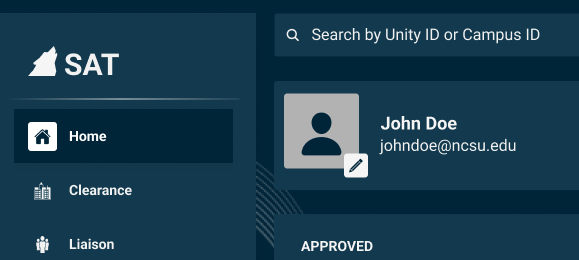 SAT
Home
Clearance
Liaison
Search by Unity ID or Campus ID
John Doe
johndoe@ncsu.edu
APPROVED